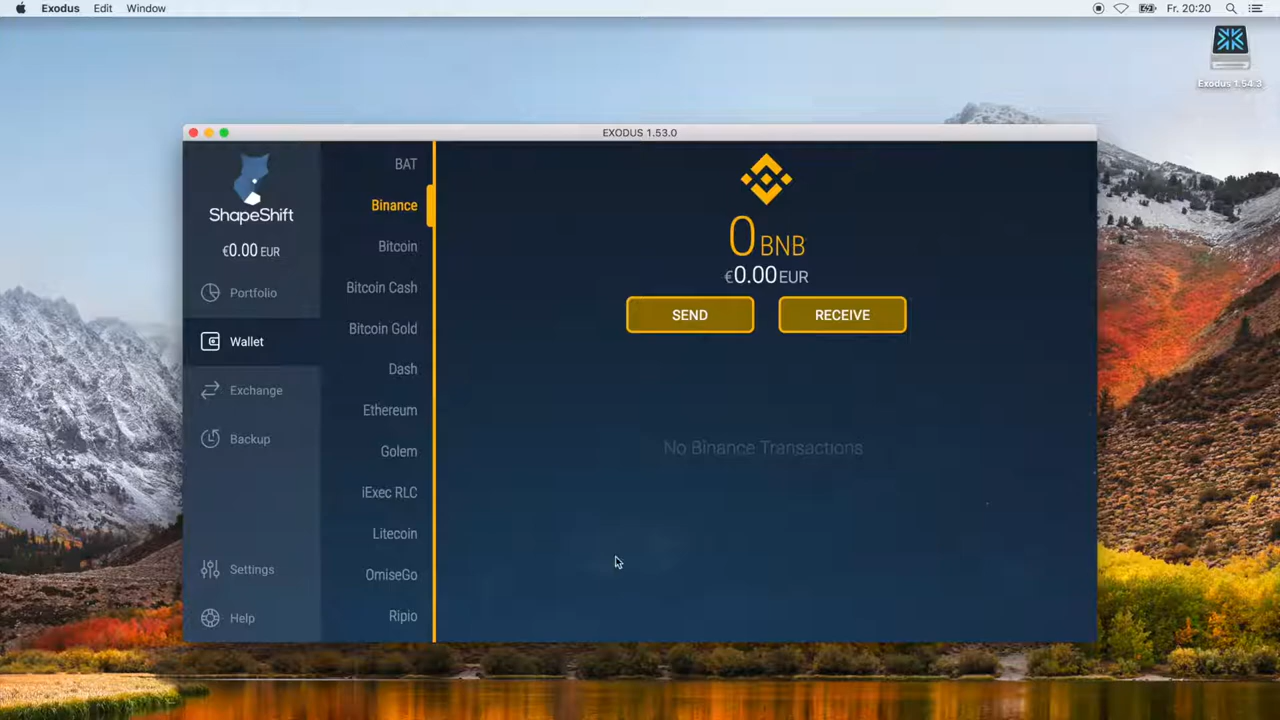 Exodus Edit Window Fr. 20:20
Exodus 1.54.3
EXODUS 1.53.0
ShapeShift
€0.00 EUR
Portfolio
Wallet
Exchange
Backup
Settings
Help
BAT
Binance
Bitcoin
Bitcoin Cash
Bitcoin Gold
Dash
Ethereum
Golem
iExec RLC
Litecoin
OmiseGo
Ripio
0 BNB
€0.00 EUR
SEND RECEIVE
No Binance Transactions